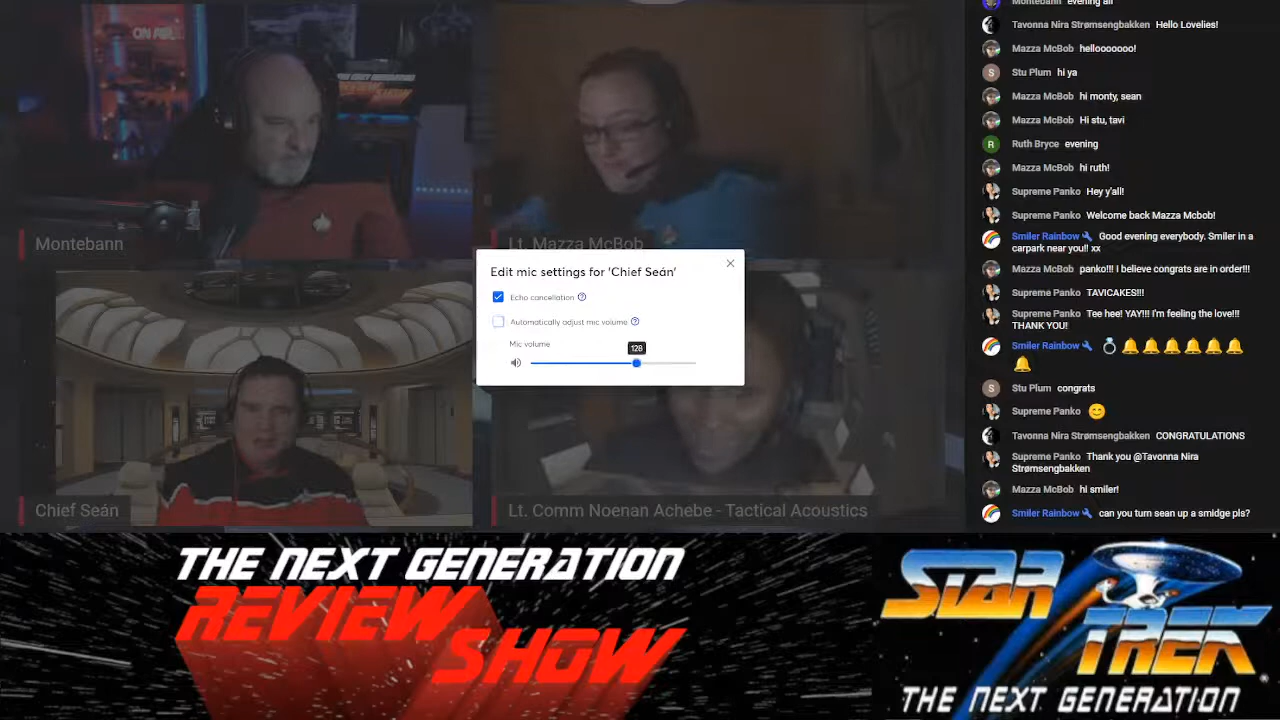 ON AIR
THE NEXT GENERATION
Montebann
Lt. Mazza McBob
Chief Seán
Lt. Comm Noenan Achebe - Tactical Acoustics
Edit mic settings for 'Chief Seán'
Echo cancellation
Automatically adjust mic volume
Mic volume
128
Montebann evening all
Tavonna Nira Strømsengbakken Hello Lovelies!
Mazza McBob hellooooooo!
S Stu Plum hi ya
Mazza McBob hi monty, sean
Mazza McBob Hi stu, tavi
R Ruth Bryce evening
Mazza McBob hi ruth!
Supreme Panko Hey y'all!
Supreme Panko Welcome back Mazza Mcbob!
Smiler Rainbow Good evening everybody. Smiler in a
carpark near you!! xx
Mazza McBob panko!!! I believe congrats are in order!!!
Supreme Panko TAVICAKES!!!
Supreme Panko Tee hee! YAY!!! I'm feeling the love!!!
THANK YOU!
Smiler Rainbow 💍 🔔🔔🔔🔔🔔🔔
🔔
S Stu Plum congrats
Supreme Panko 😊
Tavonna Nira Strømsengbakken CONGRATULATIONS
Supreme Panko Thank you @Tavonna Nira
Strømsengbakken
Mazza McBob hi smiler!
Smiler Rainbow can you turn sean up a smidge pls?
THE NEXT GENERATION
REVIEW
SHOW
STAR
TREK
THE NEXT GENERATION